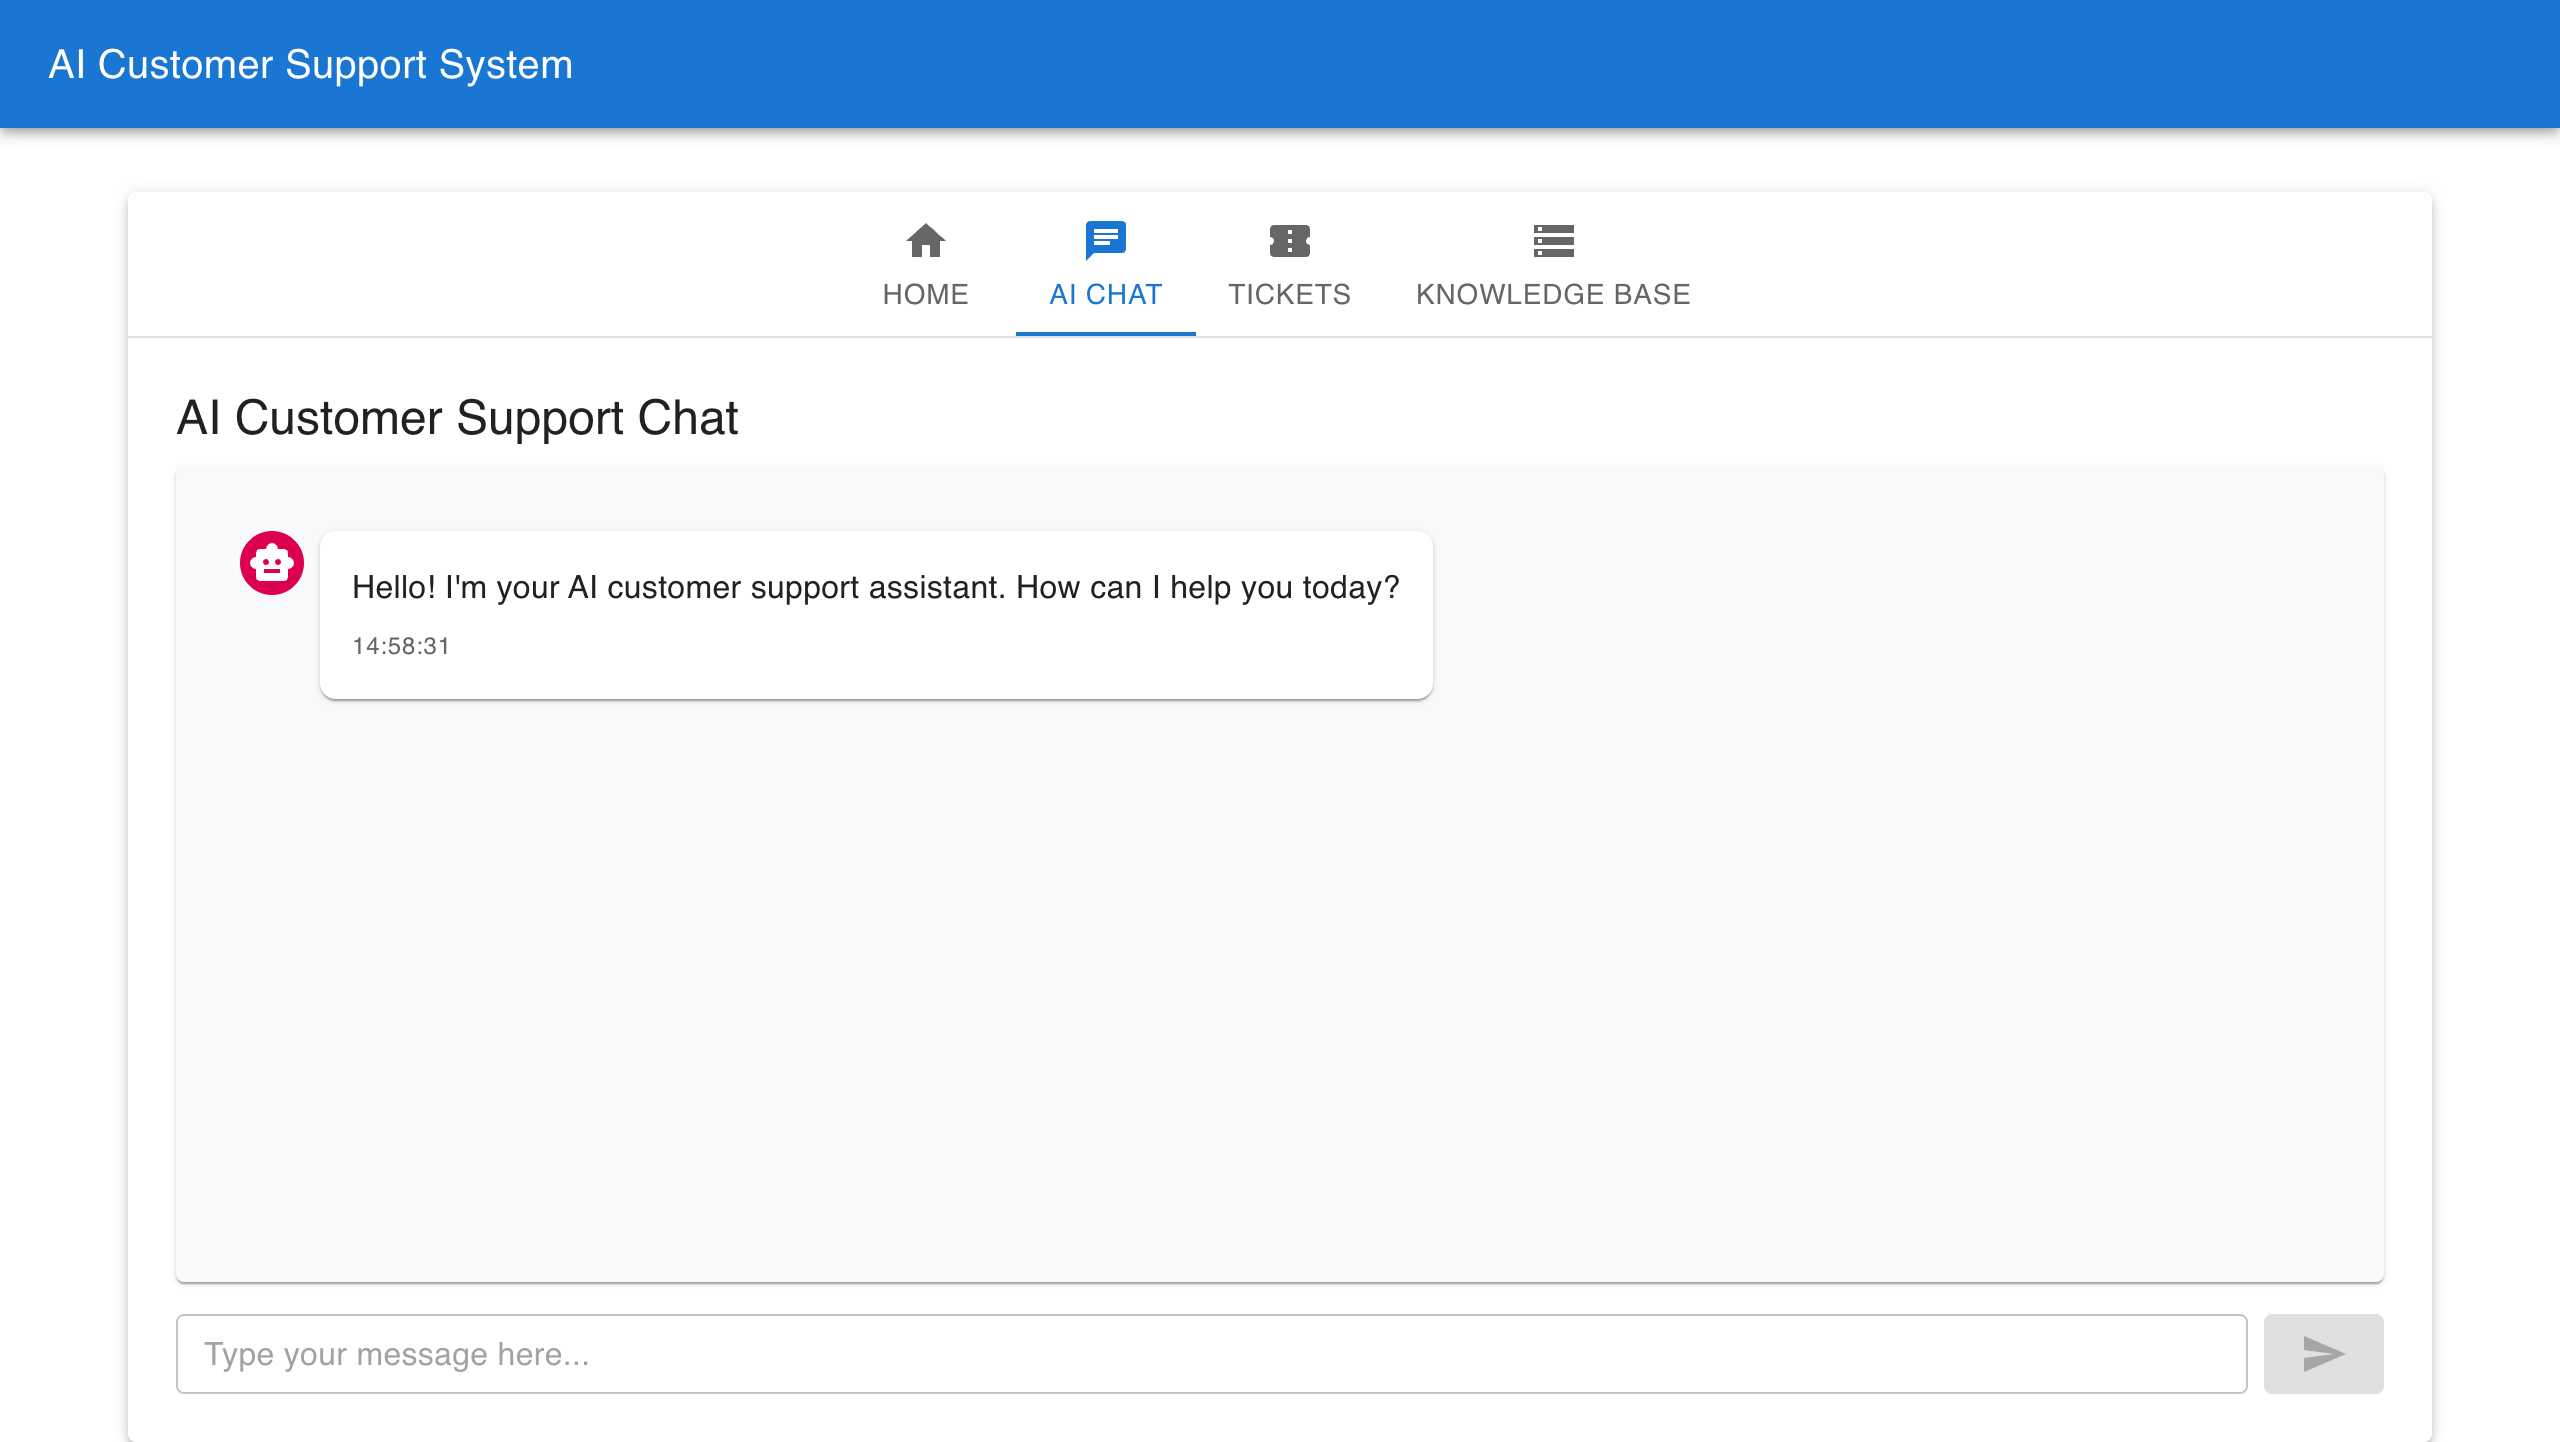 AI Customer Support System
HOME
AI CHAT
TICKETS
KNOWLEDGE BASE
AI Customer Support Chat
Hello! I'm your AI customer support assistant. How can I help you today?
14:58:31
Type your message here...